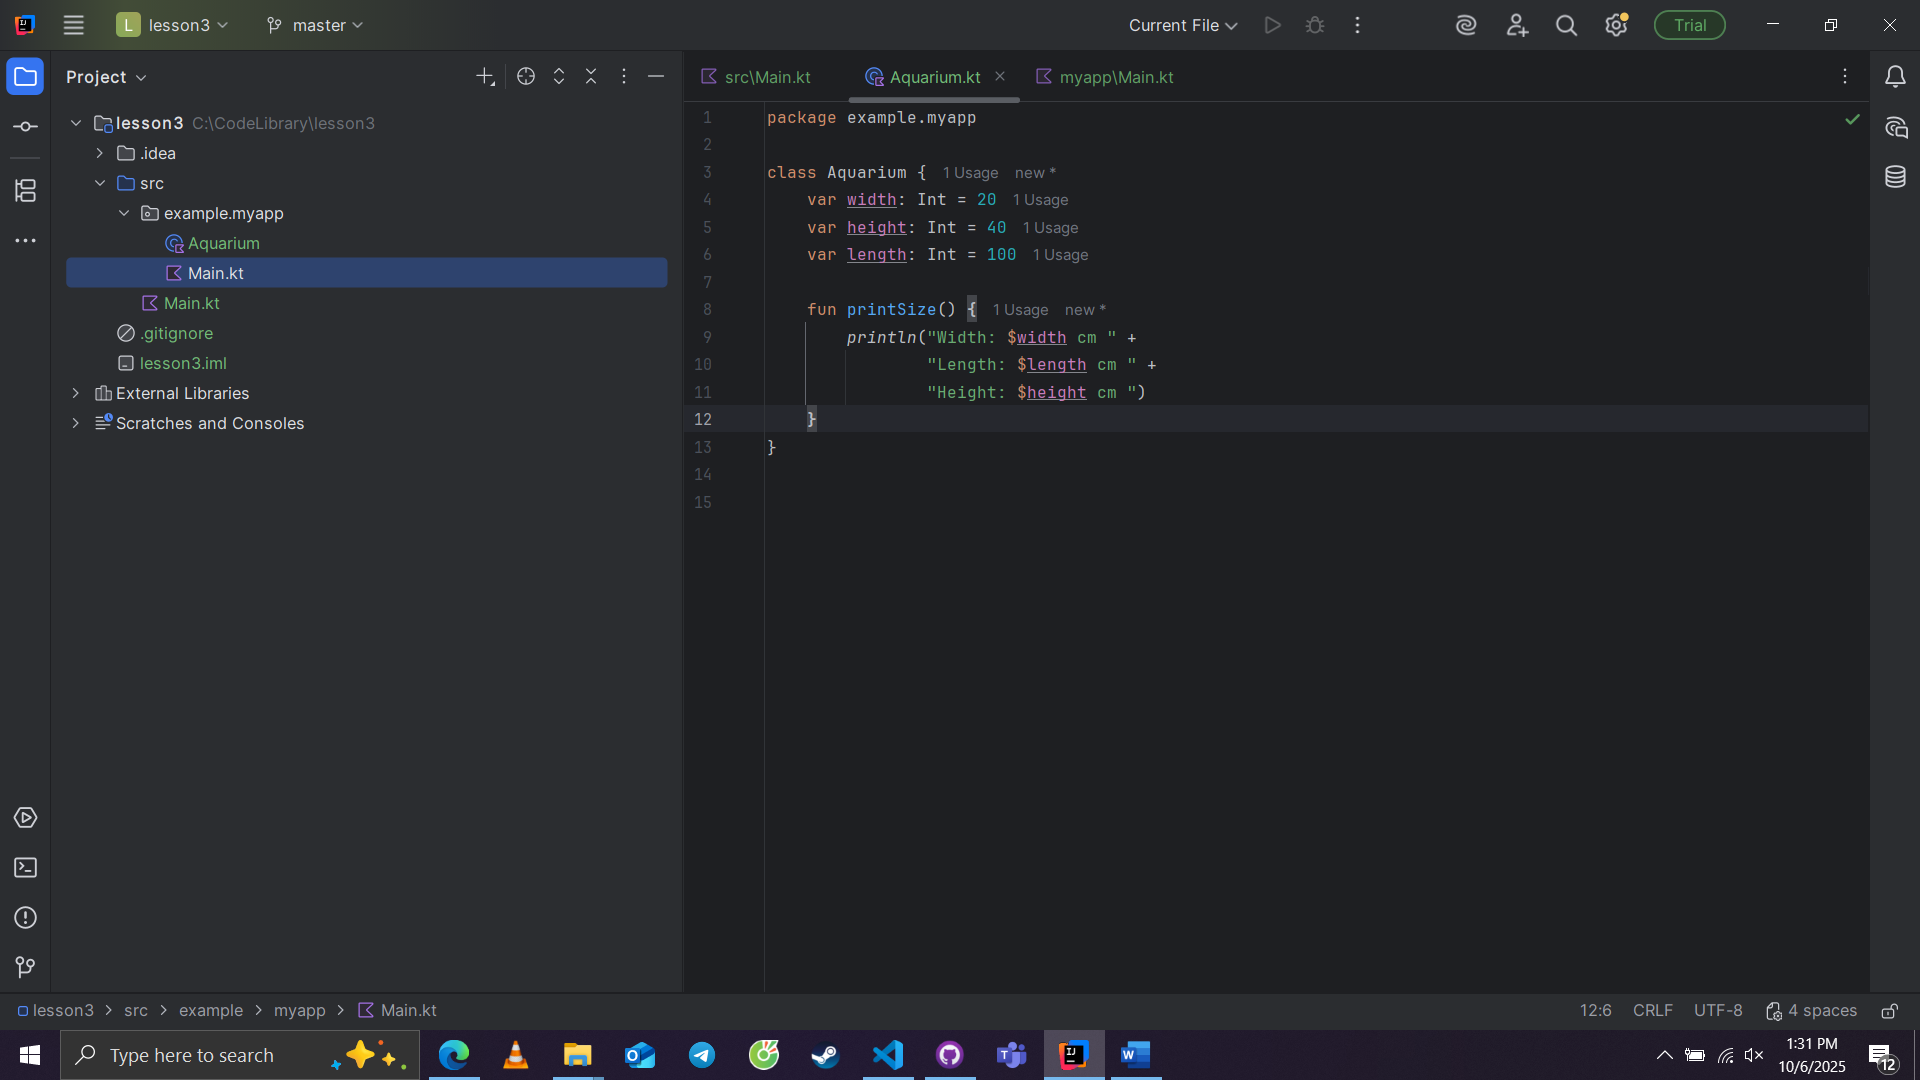 L lesson3 master Current File Trial
Project
src\Main.kt Aquarium.kt myapp\Main.kt
lesson3 C:\CodeLibrary\lesson3
.idea
src
example.myapp
Aquarium
Main.kt
Main.kt
.gitignore
lesson3.iml
External Libraries
Scratches and Consoles
1 package example.myapp
2
3 class Aquarium { 1 Usage new *
4 var width: Int = 20 1 Usage
5 var height: Int = 40 1 Usage
6 var length: Int = 100 1 Usage
7
8 fun printSize() { 1 Usage new *
9 println("Width: $width cm " +
10 "Length: $length cm " +
11 "Height: $height cm ")
12 }
13 }
14
15
lesson3 > src > example > myapp > Main.kt 12:6 CRLF UTF-8 4 spaces
Type here to search
1:31 PM
10/6/2025
12